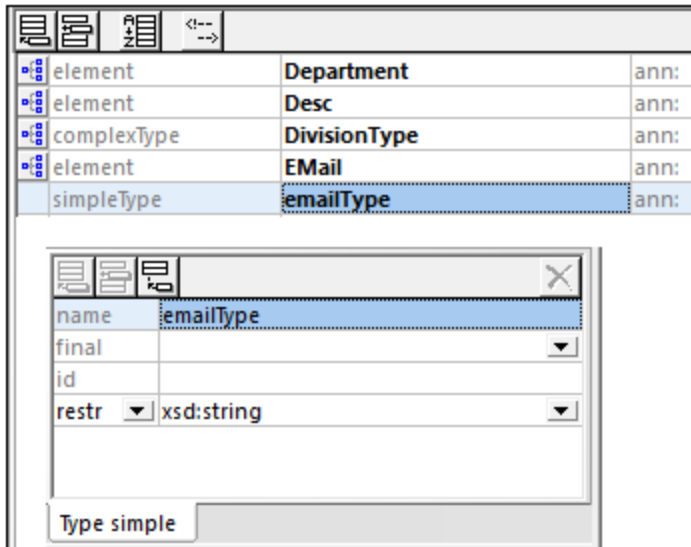 element Department ann:
element Desc ann:
complexType DivisionType ann:
element EMail ann:
simpleType emailType ann:
name emailType
final
id
restr xsd:string
Type simple